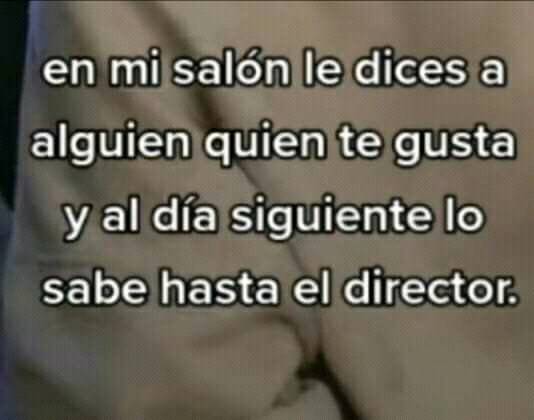 en mi salón le dices a
alguien quien te gusta
y al día siguiente lo
sabe hasta el director.